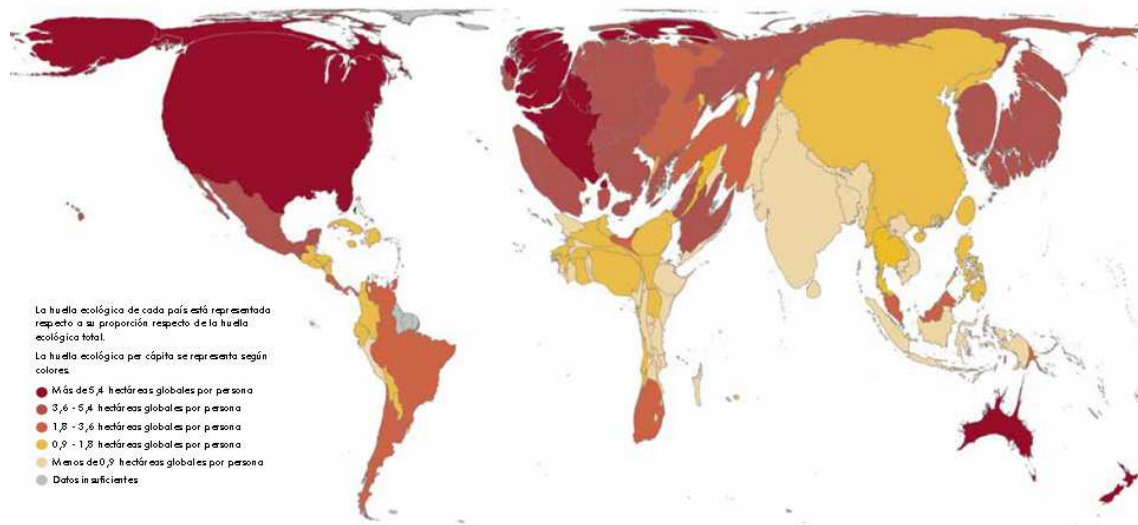 La huella ecológica de cada país está representada
respecto a su proporción respecto de la huella
ecológica total.
La huella ecológica per cápita se representa según
colores.
Más de 5,4 hectáreas globales por persona
3,6 - 5,4 hectáreas globales por persona
1,8 - 3,6 hectáreas globales por persona
0,9 - 1,8 hectáreas globales por persona
Menos de 0,9 hectáreas globales por persona
Datos insuficientes